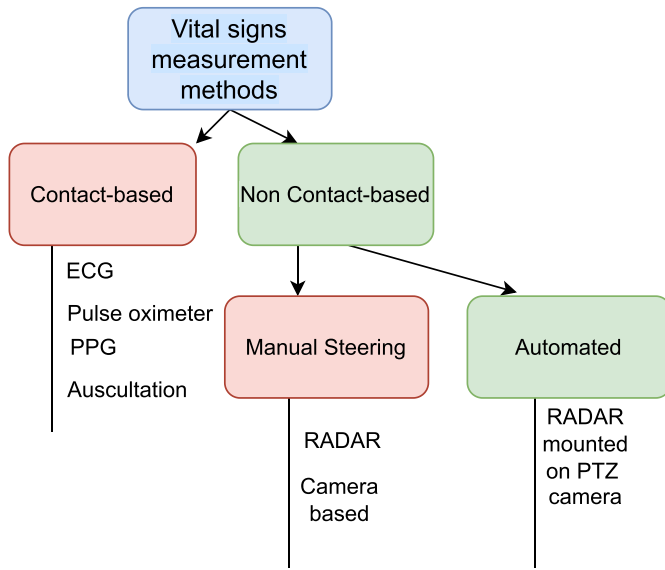 Vital signs
measurement
methods
Contact-based
Non Contact-based
ECG
Pulse oximeter
PPG
Auscultation
Manual Steering
Automated
RADAR
Camera
based
RADAR
mounted
on PTZ
camera